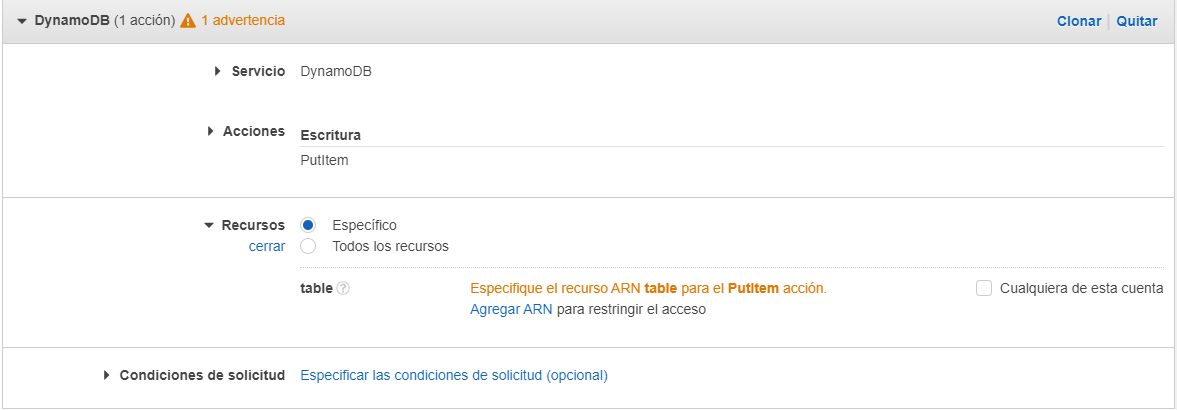 DynamoDB (1 acción) 1 advertencia Clonar Quitar
Servicio DynamoDB
Acciones Escritura
PutItem
Recursos Específico
cerrar Todos los recursos
table ? Especifique el recurso ARN table para el PutItem acción. Cualquiera de esta cuenta
Agregar ARN para restringir el acceso
Condiciones de solicitud Especificar las condiciones de solicitud (opcional)